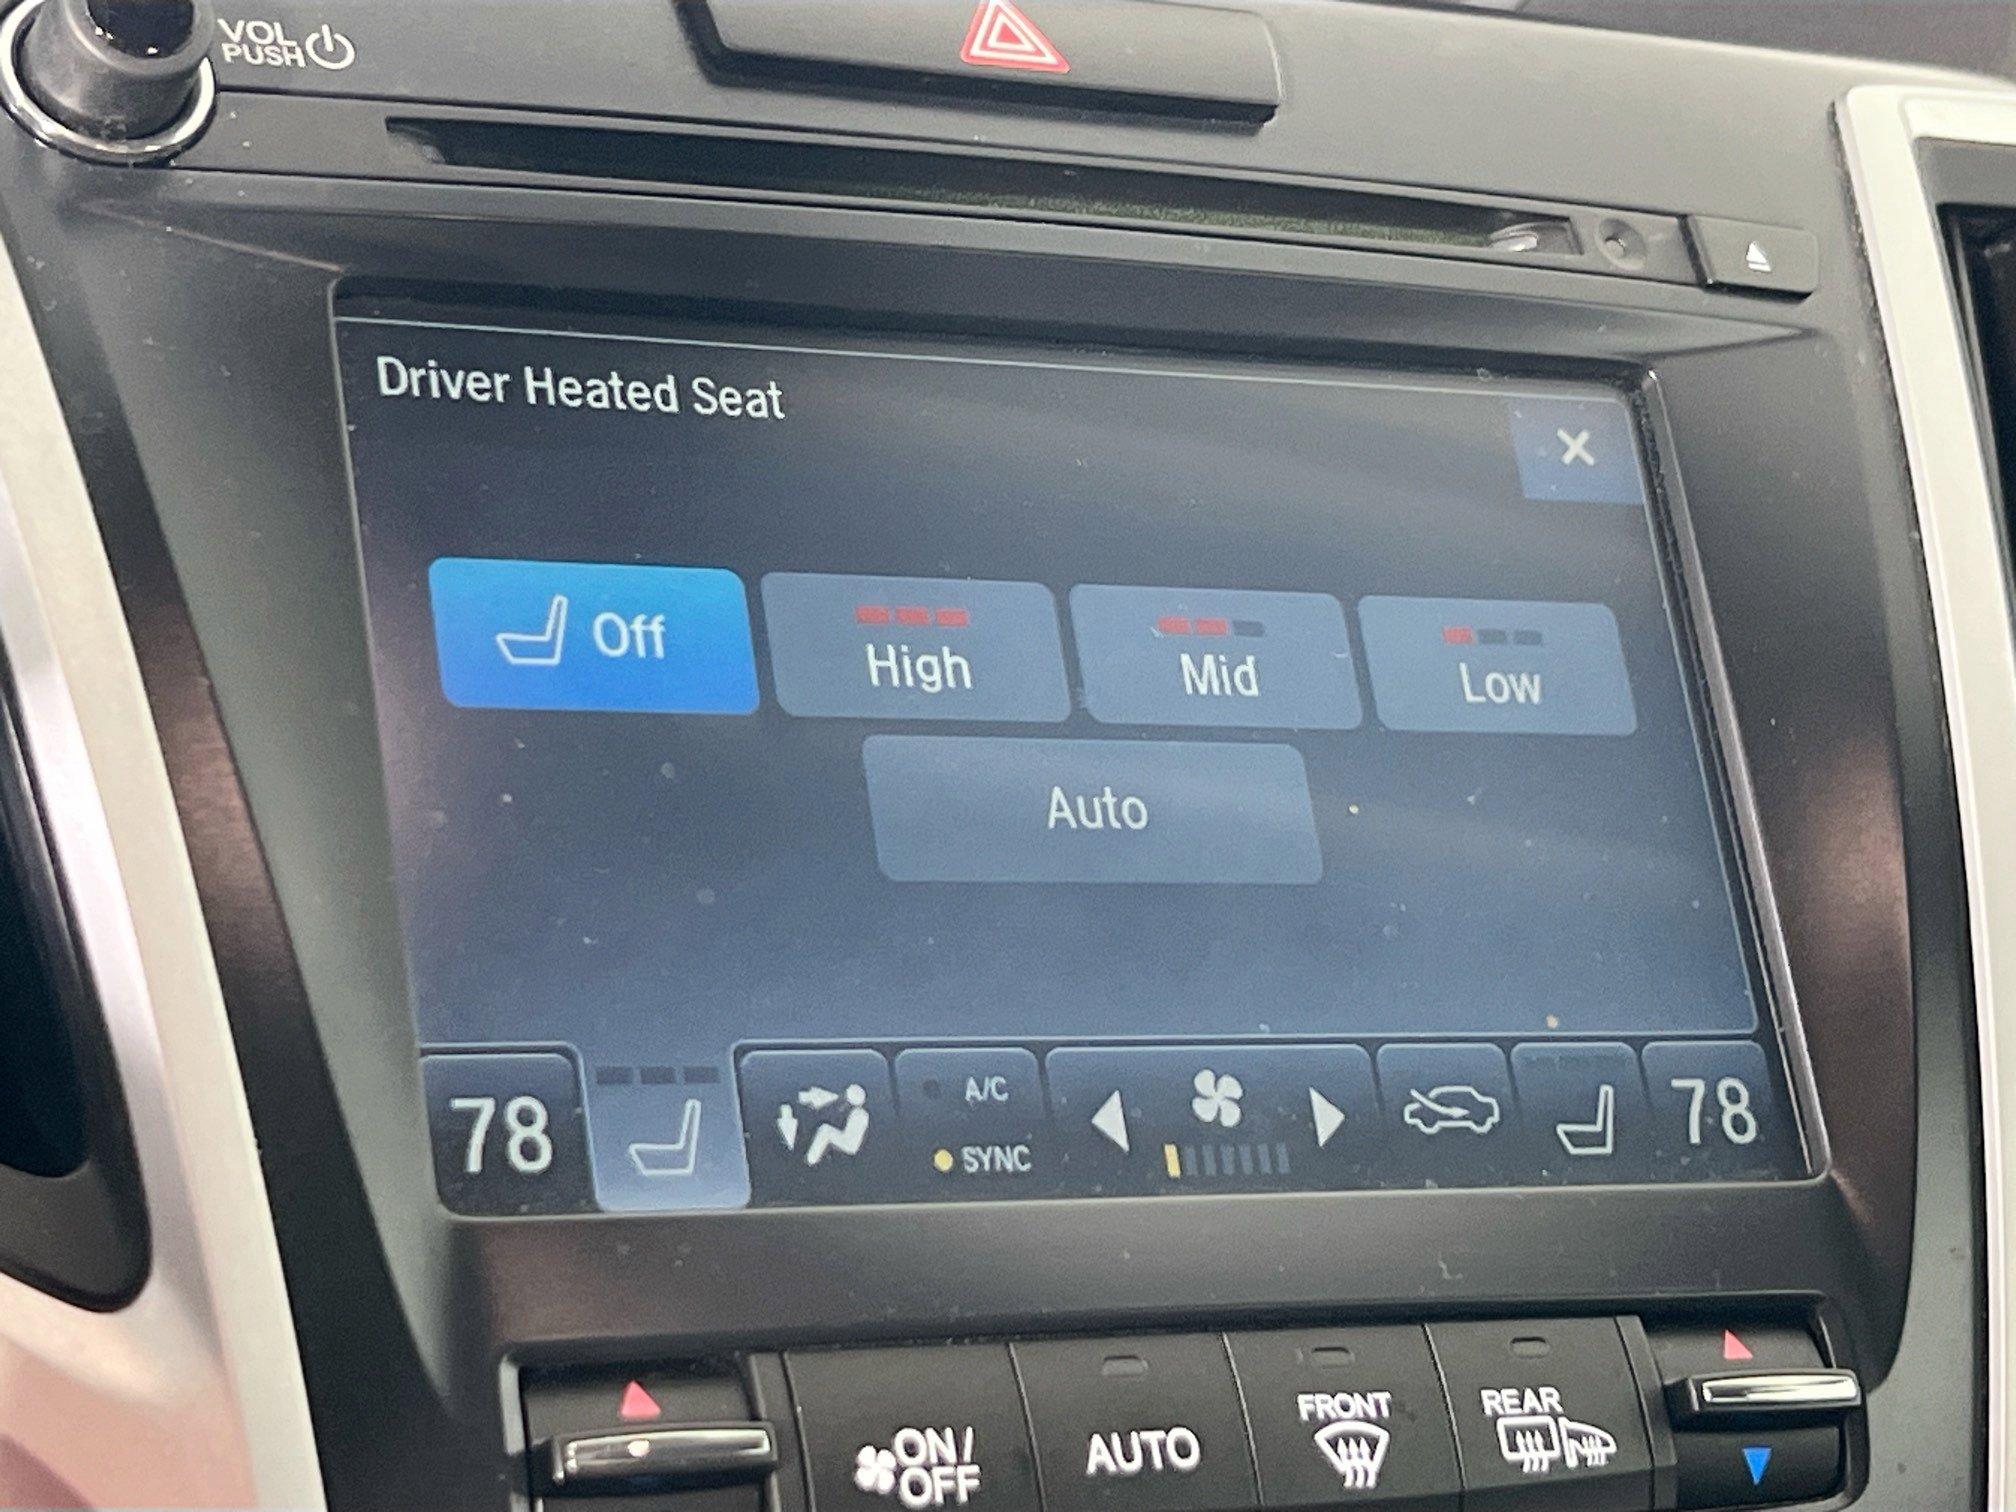 VOL
PUSH
Driver Heated Seat
Off
High
Mid
Low
Auto
78
A/C
SYNC
78
ON/
OFF
AUTO
FRONT
REAR